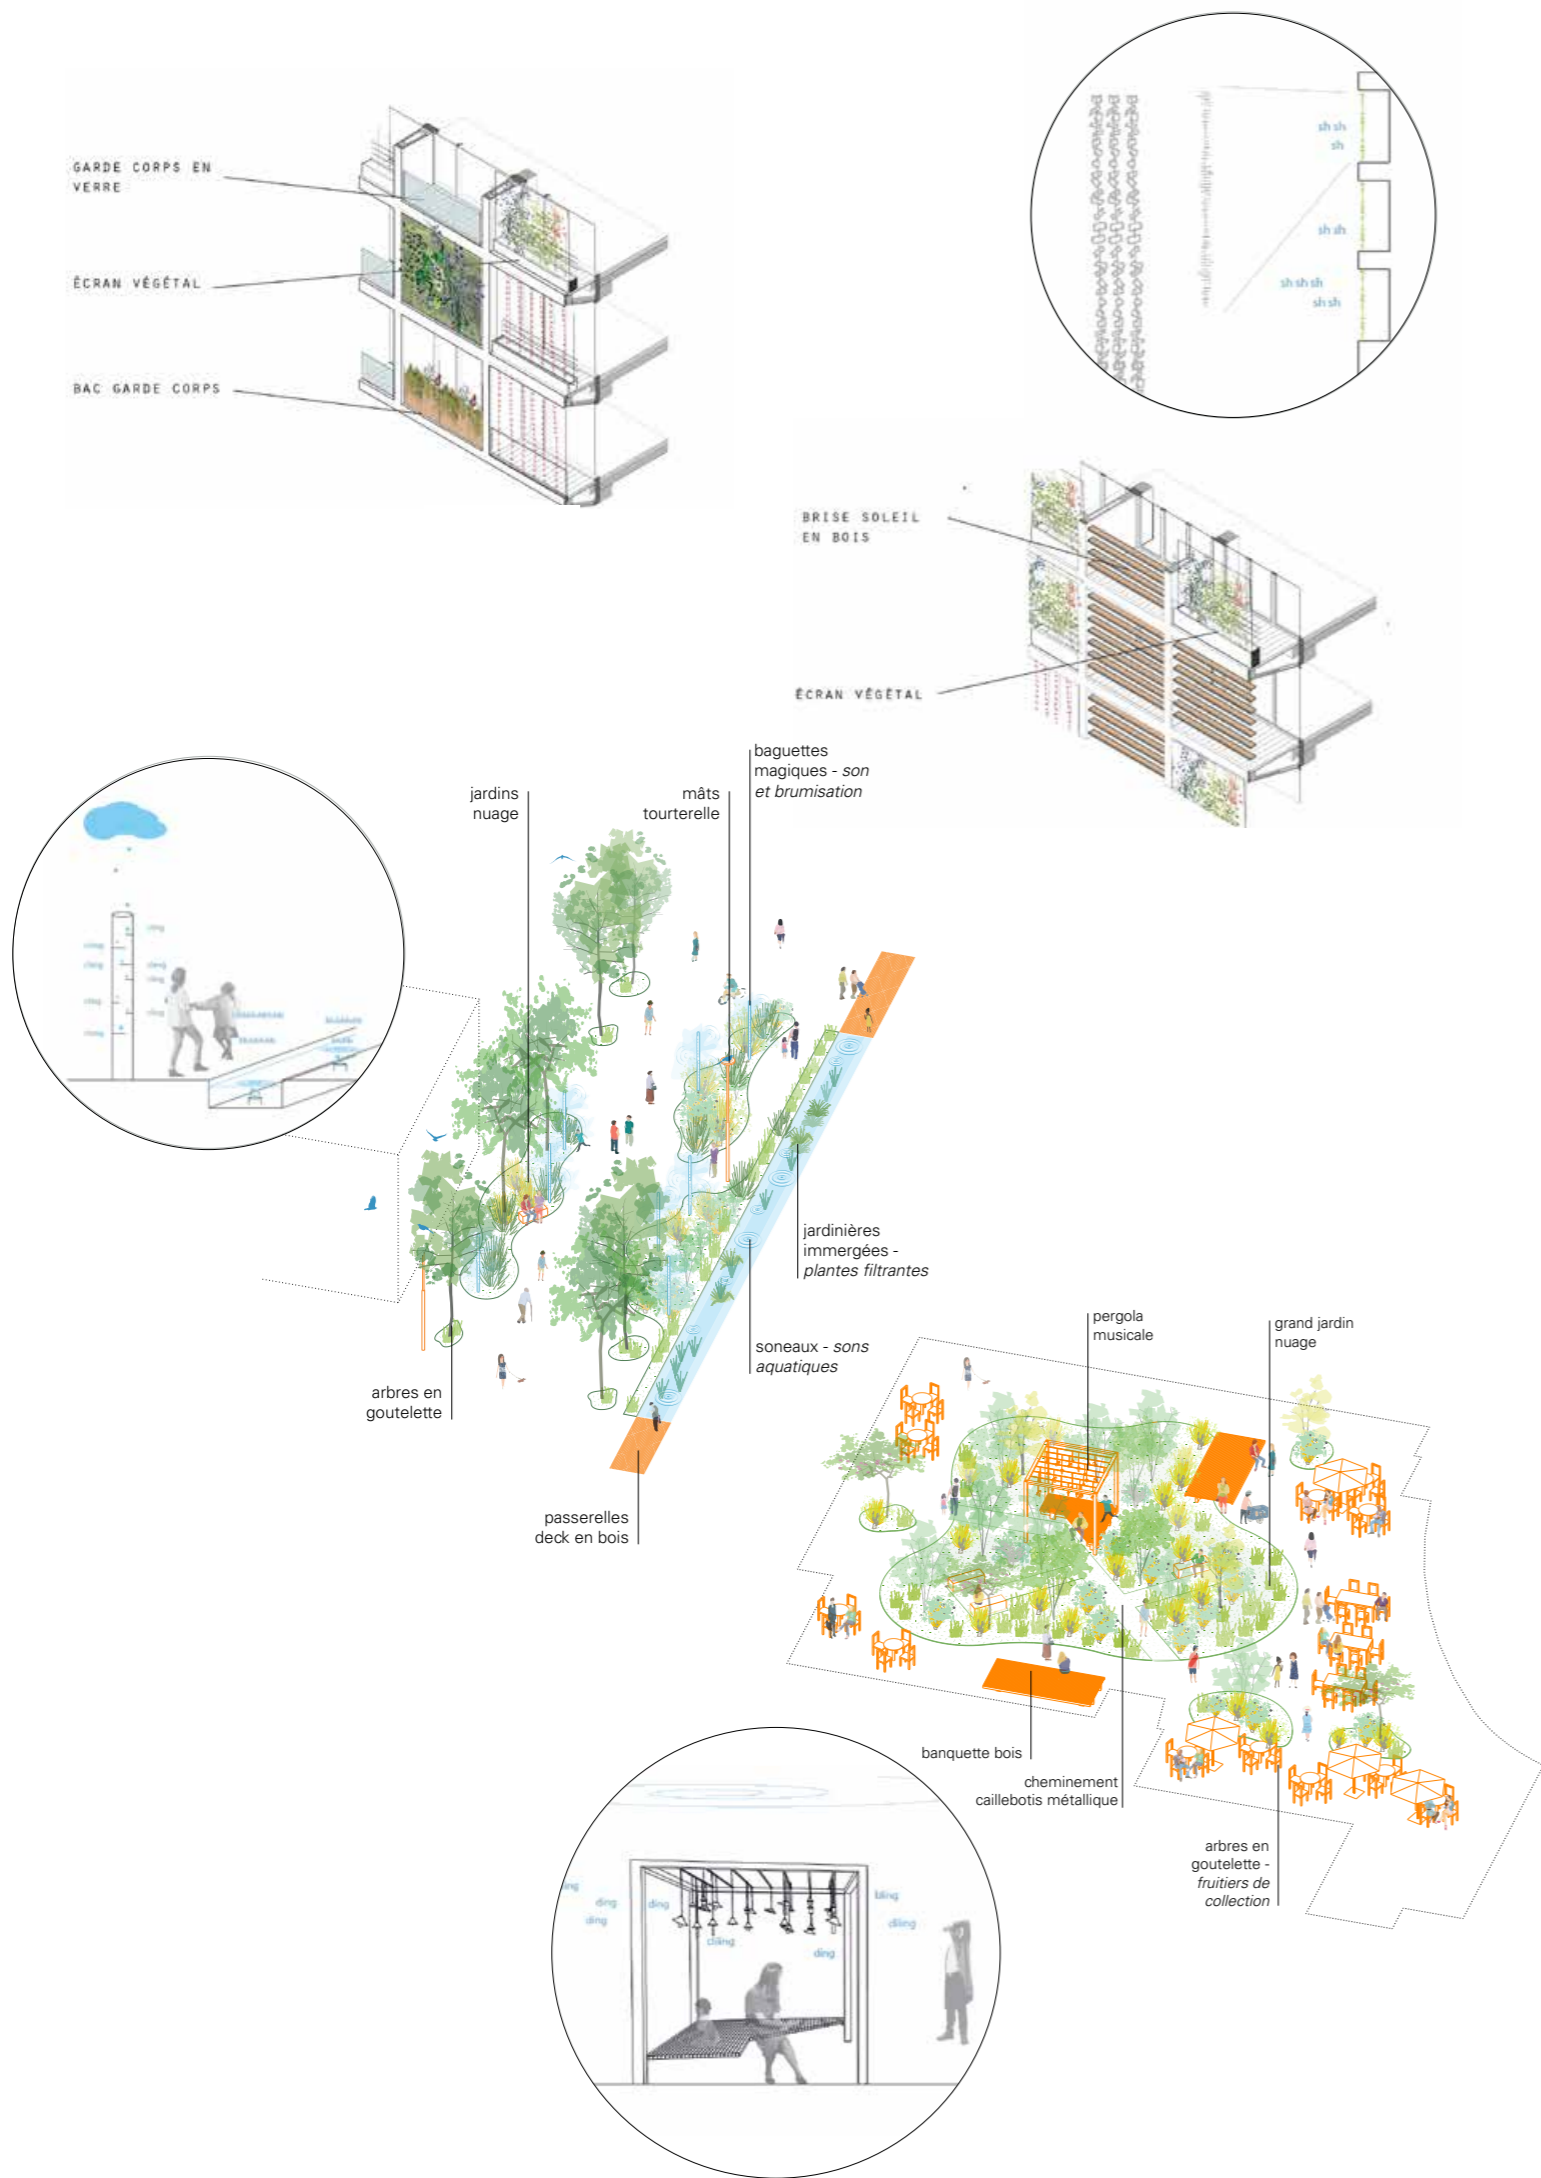 GARDE CORPS EN
VERRE
ÉCRAN VÉGÉTAL
BAC GARDE CORPS
sh sh
sh
sh sh
sh sh sh
sh sh
BRISE SOLEIL
EN BOIS
ÉCRAN VÉGÉTAL
baguettes
magiques - son
et brumisation
jardins
nuage
mâts
tourterelle
jardinières
immergées -
plantes filtrantes
soneaux - sons
aquatiques
arbres en
goutelette
passerelles
deck en bois
pergola
musicale
grand jardin
nuage
banquette bois
cheminement
caillebotis métallique
arbres en
goutelette -
fruitiers de
collection
ding
ding
ding
ding